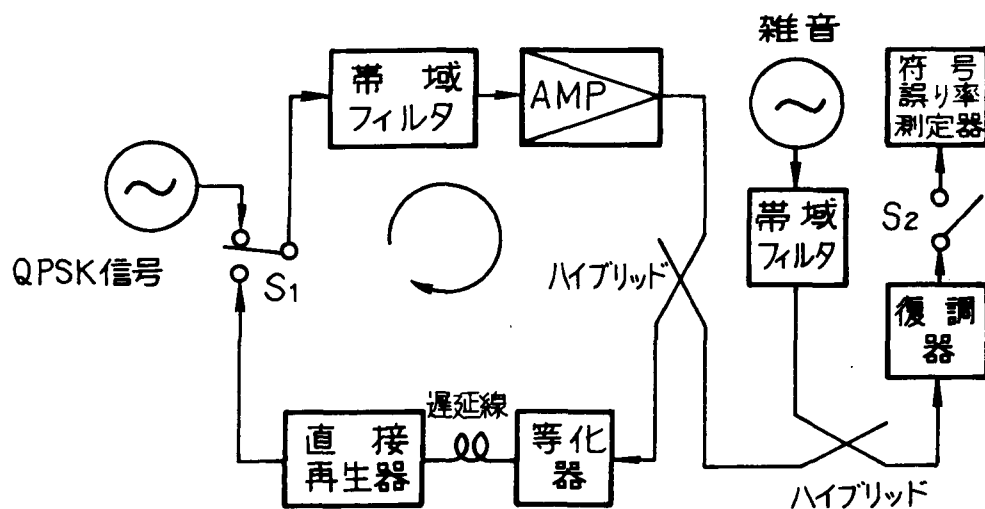 雑音
帯域
フィルタ
AMP
符号
誤り率
測定器
QPSK信号
S1
ハイブリッド
帯域
フィルタ
S2
復調
器
遅延線
直接
再生器
等化
器
ハイブリッド